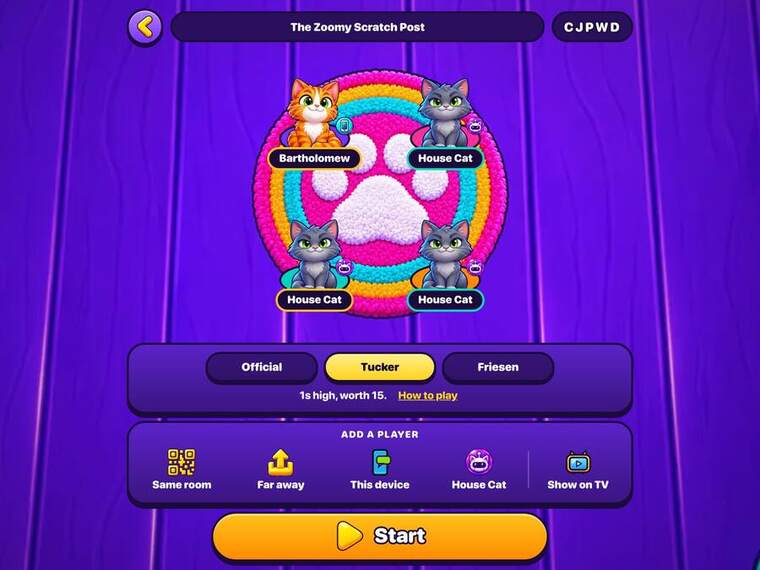 The Zoomy Scratch Post
CJPWD
Bartholomew
House Cat
House Cat
House Cat
Official
Tucker
Friesen
1s high, worth 15. How to play
ADD A PLAYER
Same room
Far away
This device
House Cat
Show on TV
Start